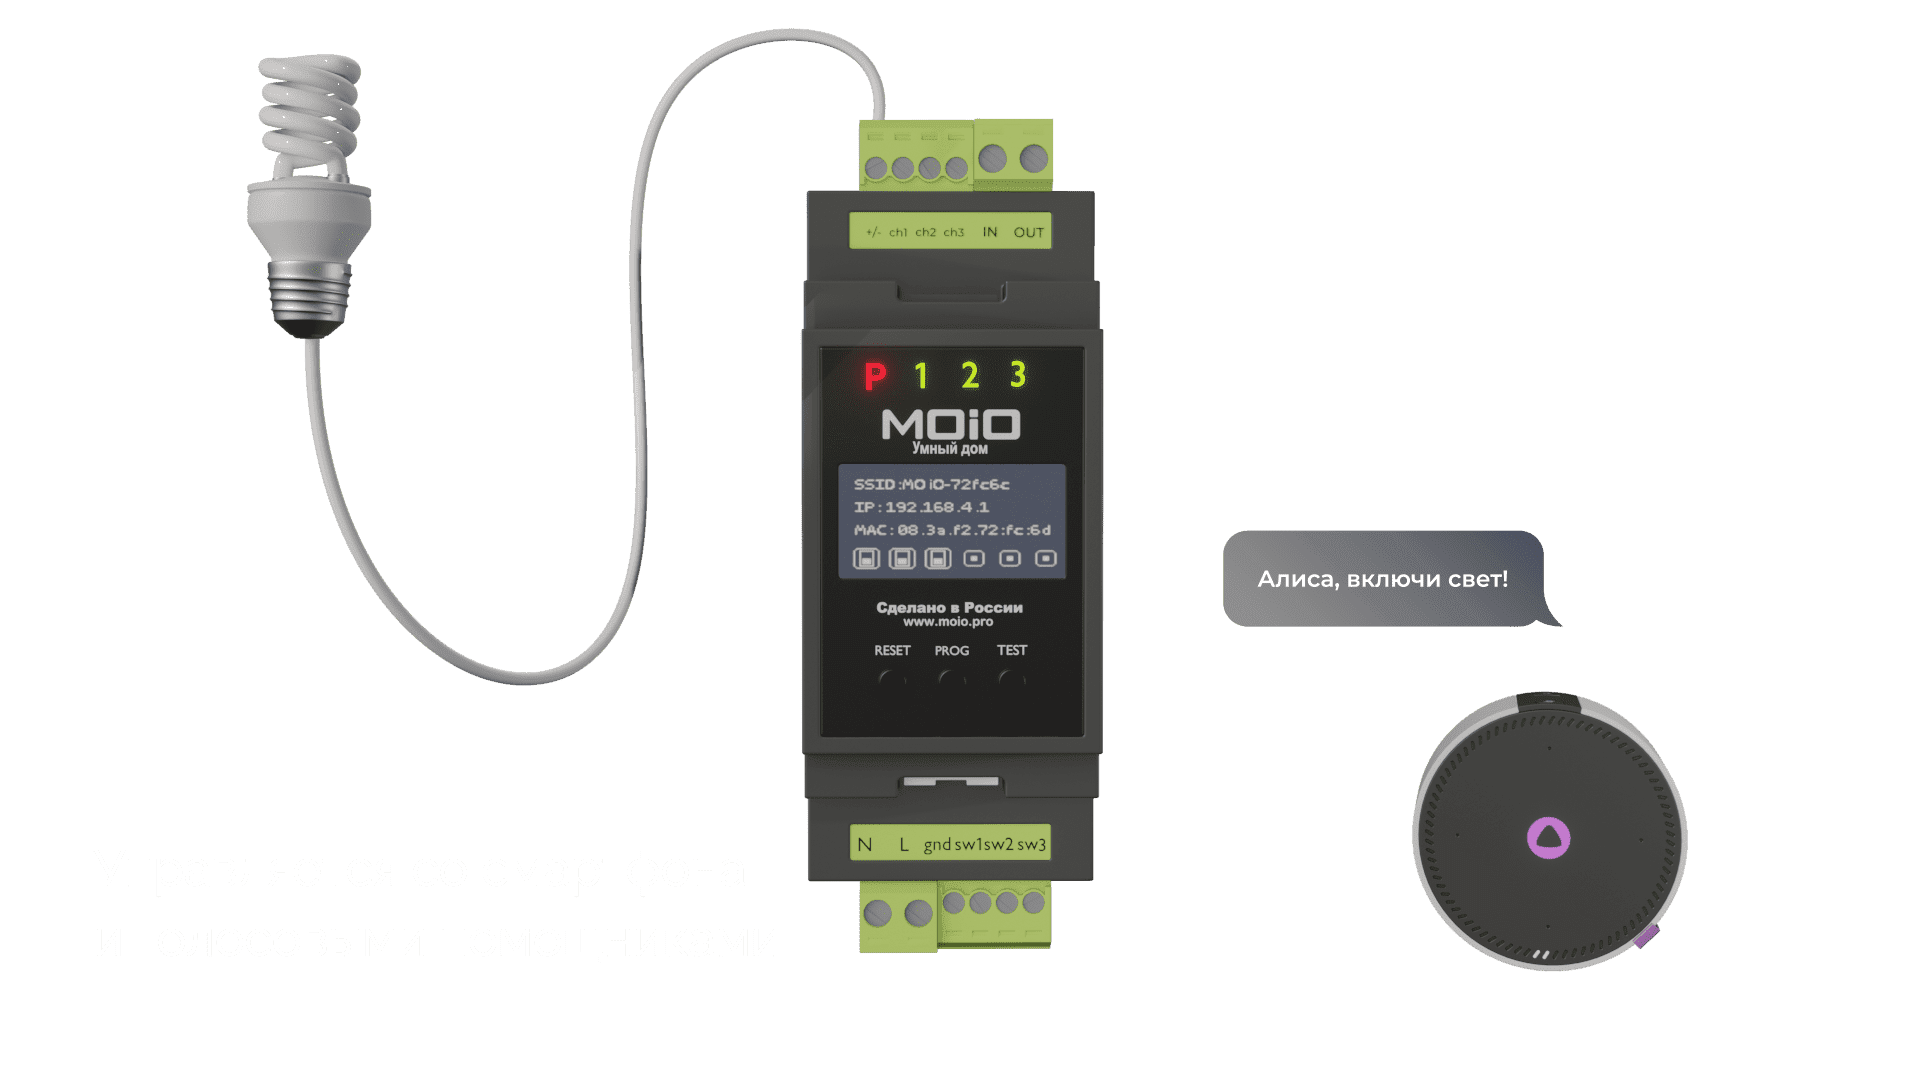 +/- ch1 ch2 ch3 IN OUT
P 1 2 3
MOiO
Умный дом
SSID:MOiO-72fc6c
IP:192.168.4.1
MAC:08.3a.f2.72:fc:6d
Сделано в России
www.moio.pro
RESET PROG TEST
N L gnd sw1 sw2 sw3
Алиса, включи свет!